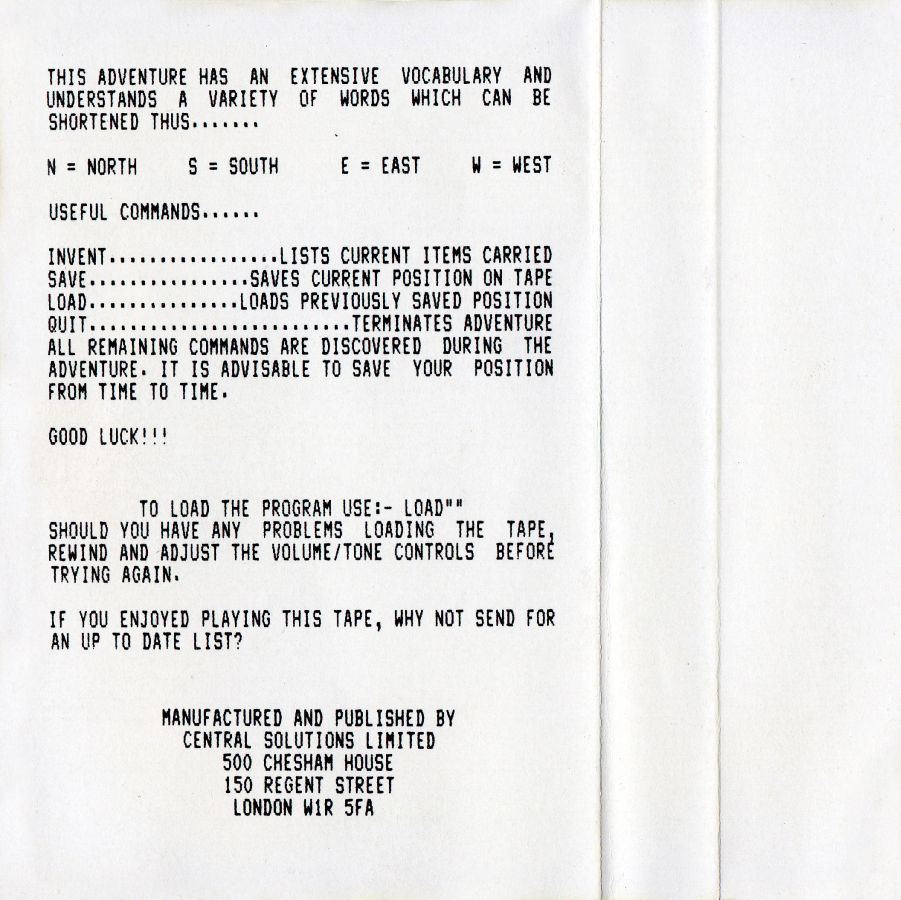 THIS ADVENTURE HAS AN EXTENSIVE VOCABULARY AND
UNDERSTANDS A VARIETY OF WORDS WHICH CAN BE
SHORTENED THUS.......
N = NORTH S = SOUTH E = EAST W = WEST
USEFUL COMMANDS......
INVENT.................LISTS CURRENT ITEMS CARRIED
SAVE................SAVES CURRENT POSITION ON TAPE
LOAD...............LOADS PREVIOUSLY SAVED POSITION
QUIT..........................TERMINATES ADVENTURE
ALL REMAINING COMMANDS ARE DISCOVERED DURING THE
ADVENTURE. IT IS ADVISABLE TO SAVE YOUR POSITION
FROM TIME TO TIME.
GOOD LUCK!!!
TO LOAD THE PROGRAM USE:- LOAD""
SHOULD YOU HAVE ANY PROBLEMS LOADING THE TAPE,
REWIND AND ADJUST THE VOLUME/TONE CONTROLS BEFORE
TRYING AGAIN.
IF YOU ENJOYED PLAYING THIS TAPE, WHY NOT SEND FOR
AN UP TO DATE LIST?
MANUFACTURED AND PUBLISHED BY
CENTRAL SOLUTIONS LIMITED
500 CHESHAM HOUSE
150 REGENT STREET
LONDON W1R 5FA